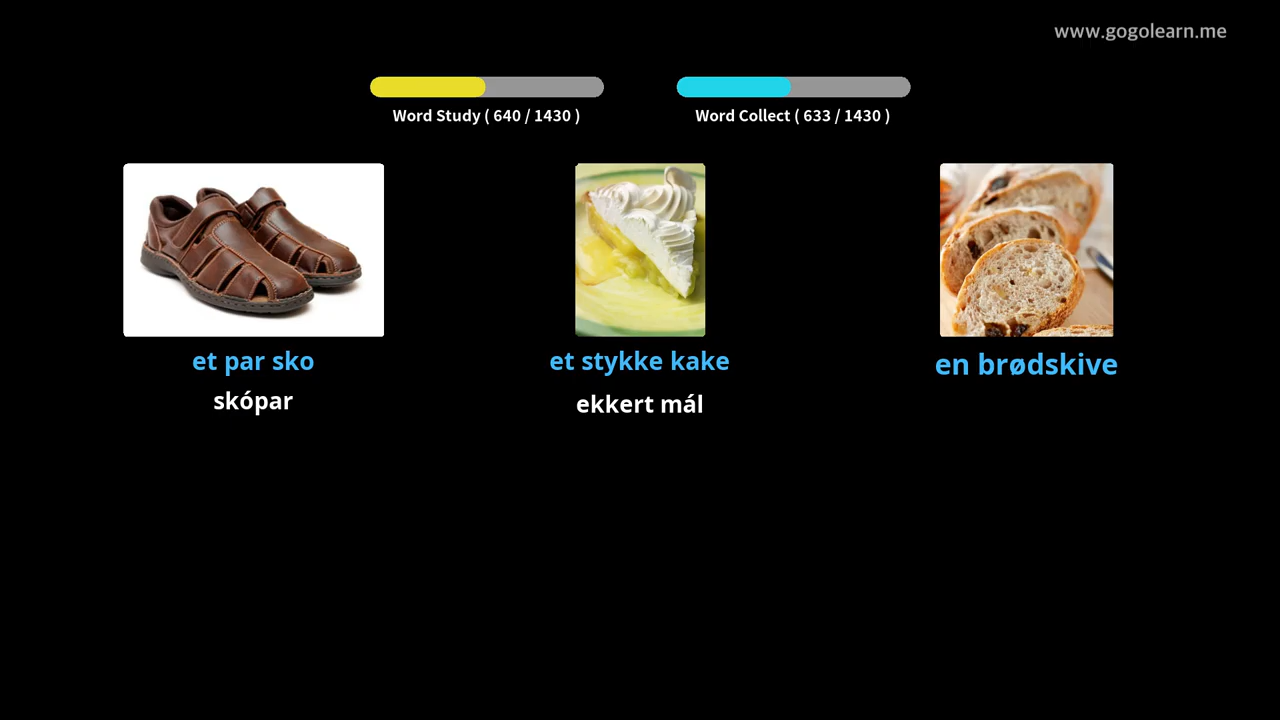 www.gogolearn.me
Word Study ( 640 / 1430 )
Word Collect ( 633 / 1430 )
et par sko
et stykke kake
en brødskive
skópar
ekkert mál